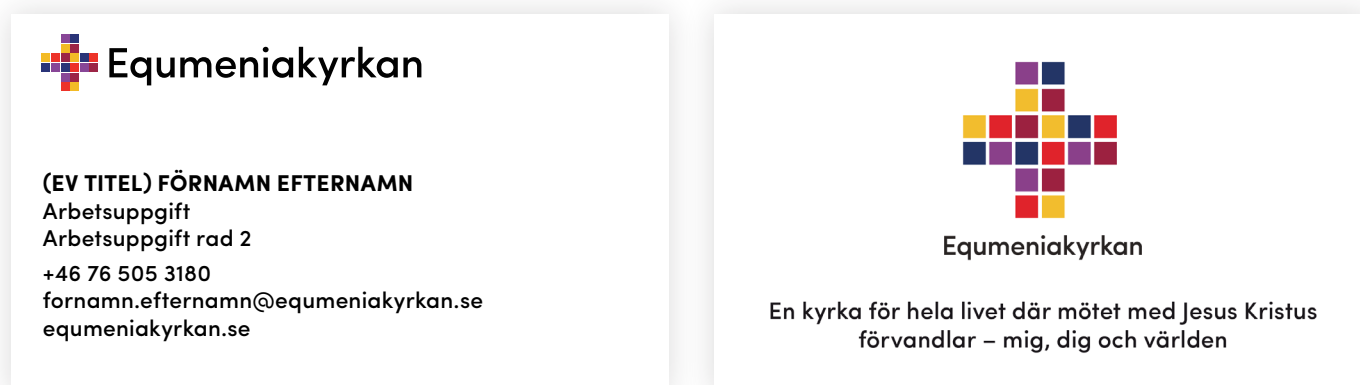 Equmeniakyrkan
(EV TITEL) FÖRNAMN EFTERNAMN
Arbetsuppgift
Arbetsuppgift rad 2
+46 76 505 3180
fornamn.efternamn@equmeniakyrkan.se
equmeniakyrkan.se
Equmeniakyrkan
En kyrka för hela livet där mötet med Jesus Kristus
förvandlar – mig, dig och världen